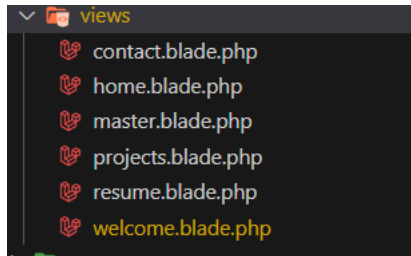 views
contact.blade.php
home.blade.php
master.blade.php
projects.blade.php
resume.blade.php
welcome.blade.php